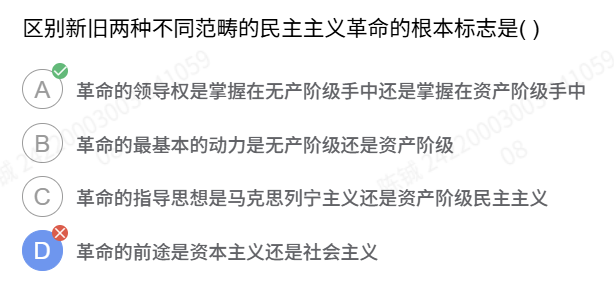 区别新旧两种不同范畴的民主主义革命的根本标志是( )
A 革命的领导权是掌握在无产阶级手中还是掌握在资产阶级手中
B 革命的最基本的动力是无产阶级还是资产阶级
C 革命的指导思想是马克思列宁主义还是资产阶级民主主义
D 革命的前途是资本主义还是社会主义